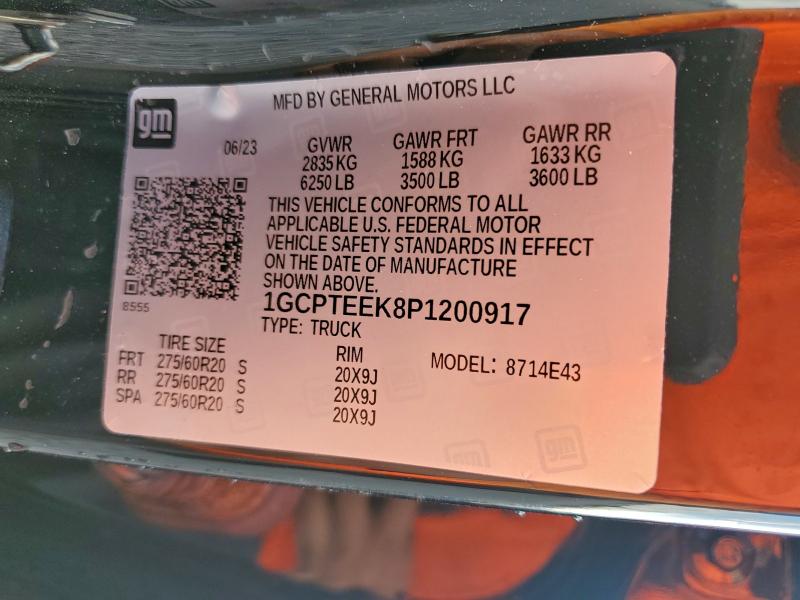 gm
MFD BY GENERAL MOTORS LLC
06/23
GVWR GAWR FRT GAWR RR
2835 KG 1588 KG 1633 KG
6250 LB 3500 LB 3600 LB
THIS VEHICLE CONFORMS TO ALL
APPLICABLE U.S. FEDERAL MOTOR
VEHICLE SAFETY STANDARDS IN EFFECT
ON THE DATE OF MANUFACTURE
SHOWN ABOVE.
8555
1GCPTEEK8P1200917
TYPE: TRUCK
TIRE SIZE RIM MODEL: 8714E43
FRT 275/60R20 S 20X9J
RR 275/60R20 S 20X9J
SPA 275/60R20 S 20X9J
gm gm